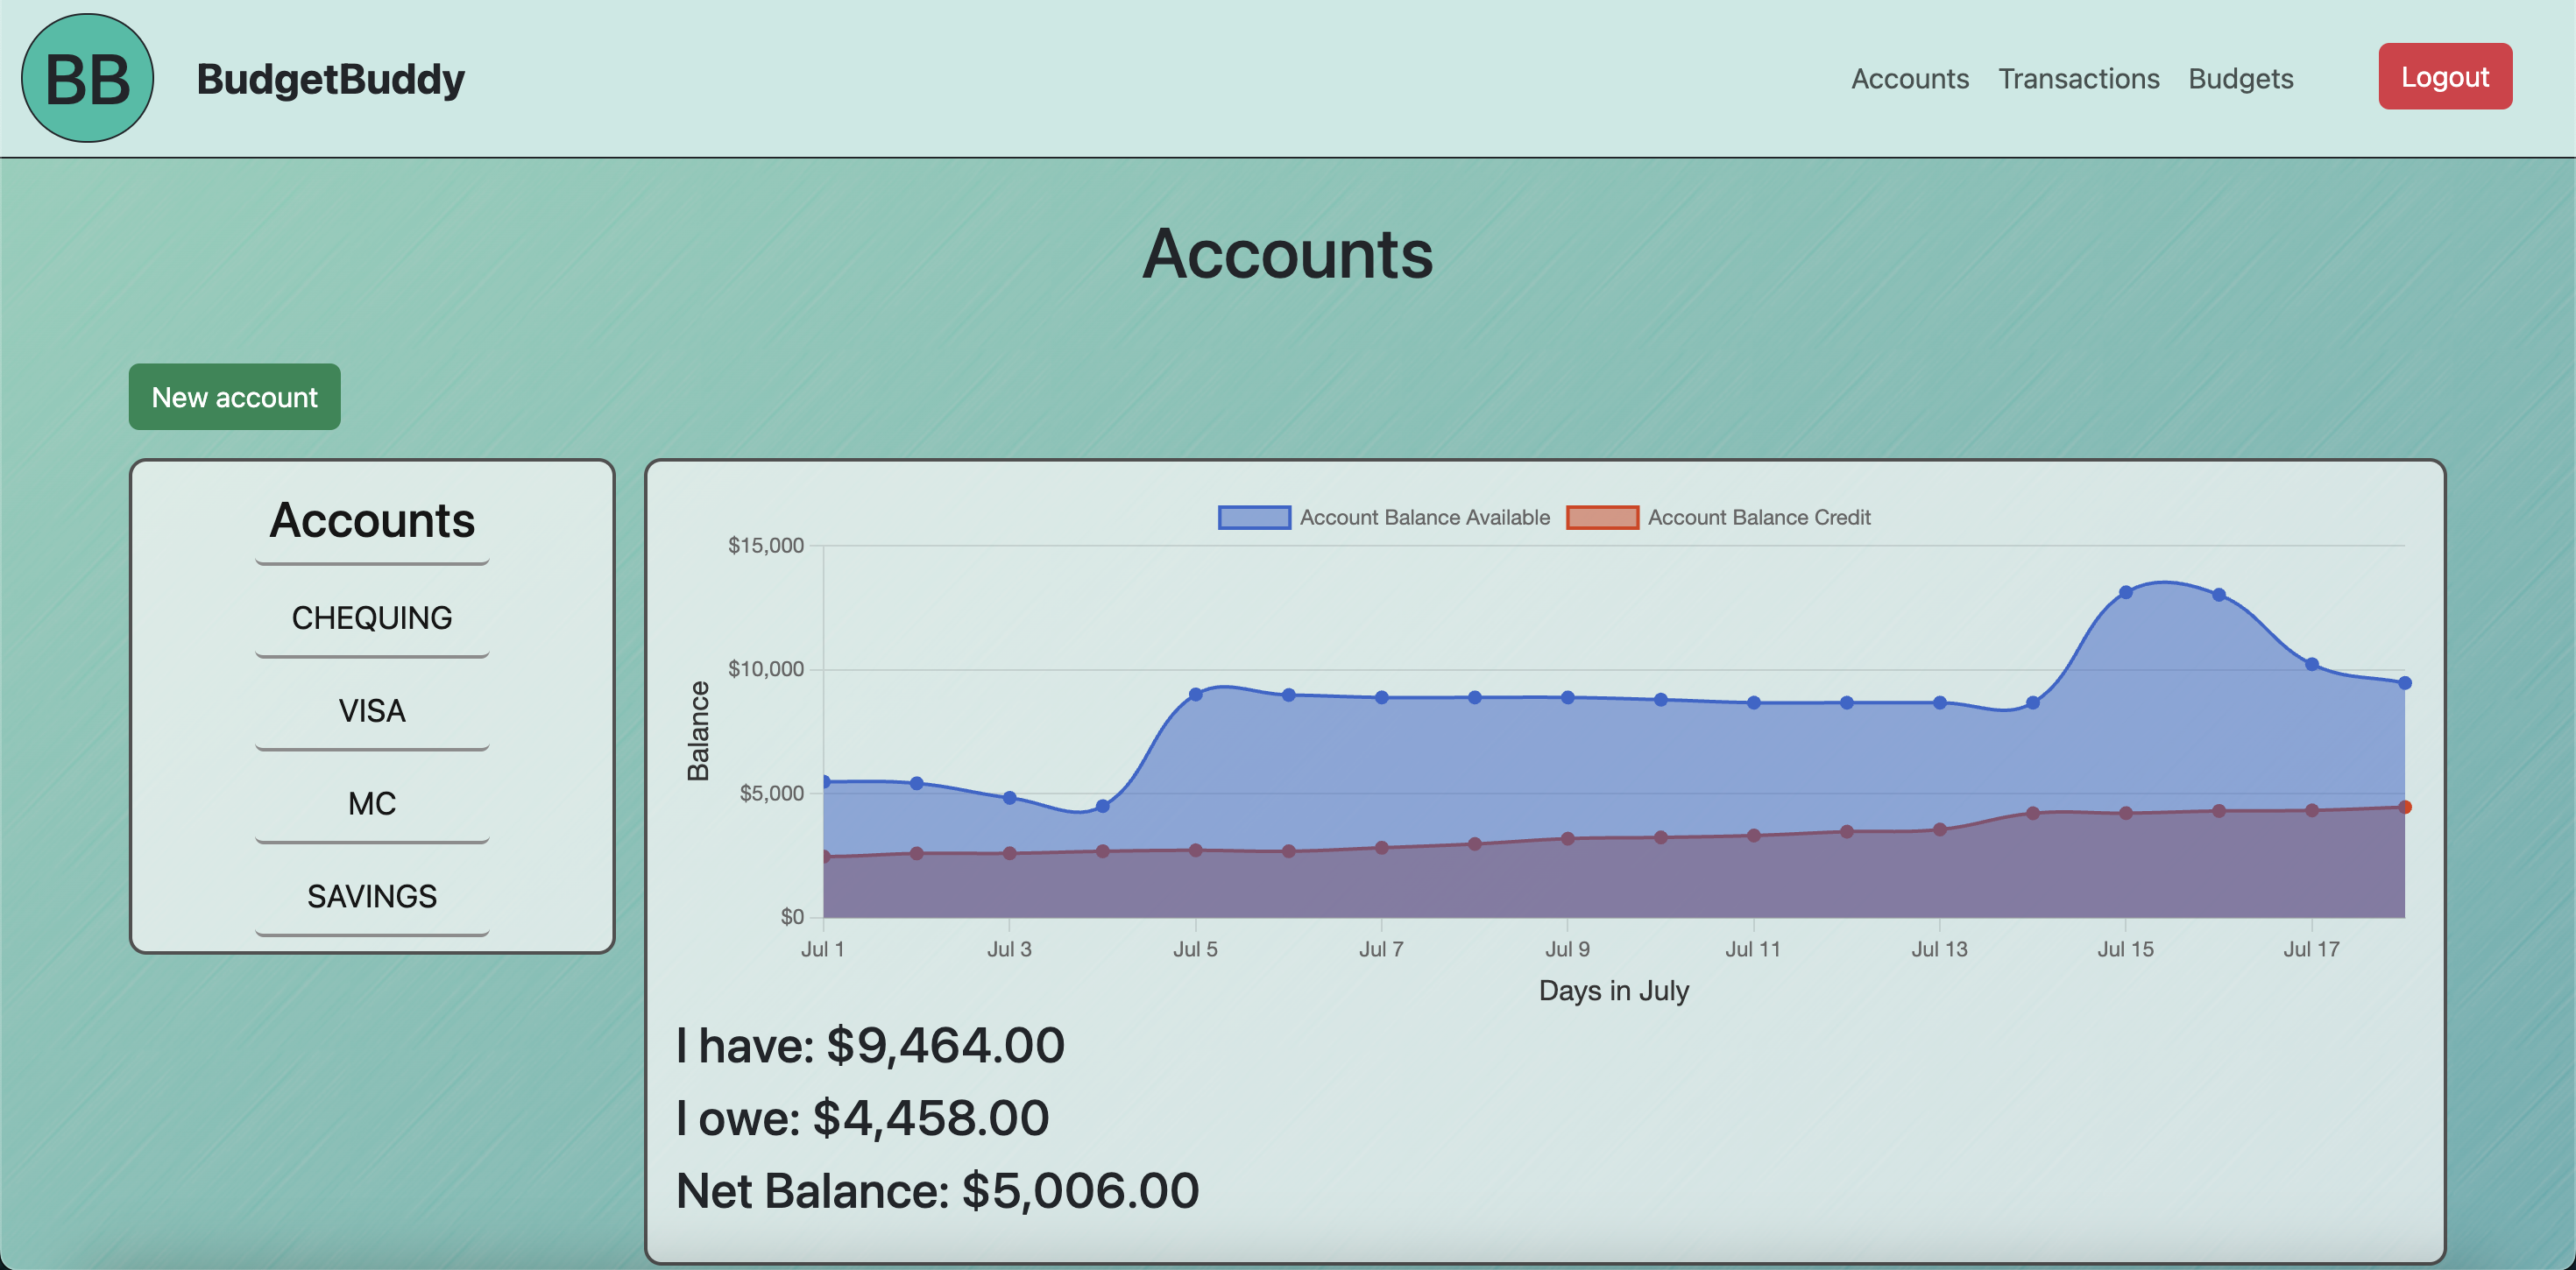 BB
BudgetBuddy
Accounts Transactions Budgets Logout
Accounts
New account
Accounts
CHEQUING
VISA
MC
SAVINGS
Account Balance Available Account Balance Credit
$15,000
$10,000
$5,000
$0
Balance
Jul 1 Jul 3 Jul 5 Jul 7 Jul 9 Jul 11 Jul 13 Jul 15 Jul 17
Days in July
I have: $9,464.00
I owe: $4,458.00
Net Balance: $5,006.00